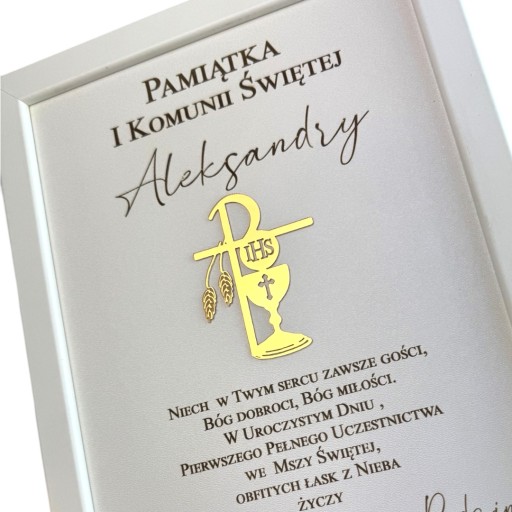 Pamiątka
I Komunii Świętej
Aleksandry
IHS
Niech w Twym sercu zawsze gości,
Bóg dobroci, Bóg miłości.
W Uroczystym Dniu ,
Pierwszego Pełnego Uczestnictwa
we Mszy Świętej,
obfitych łask z Nieba
życzy